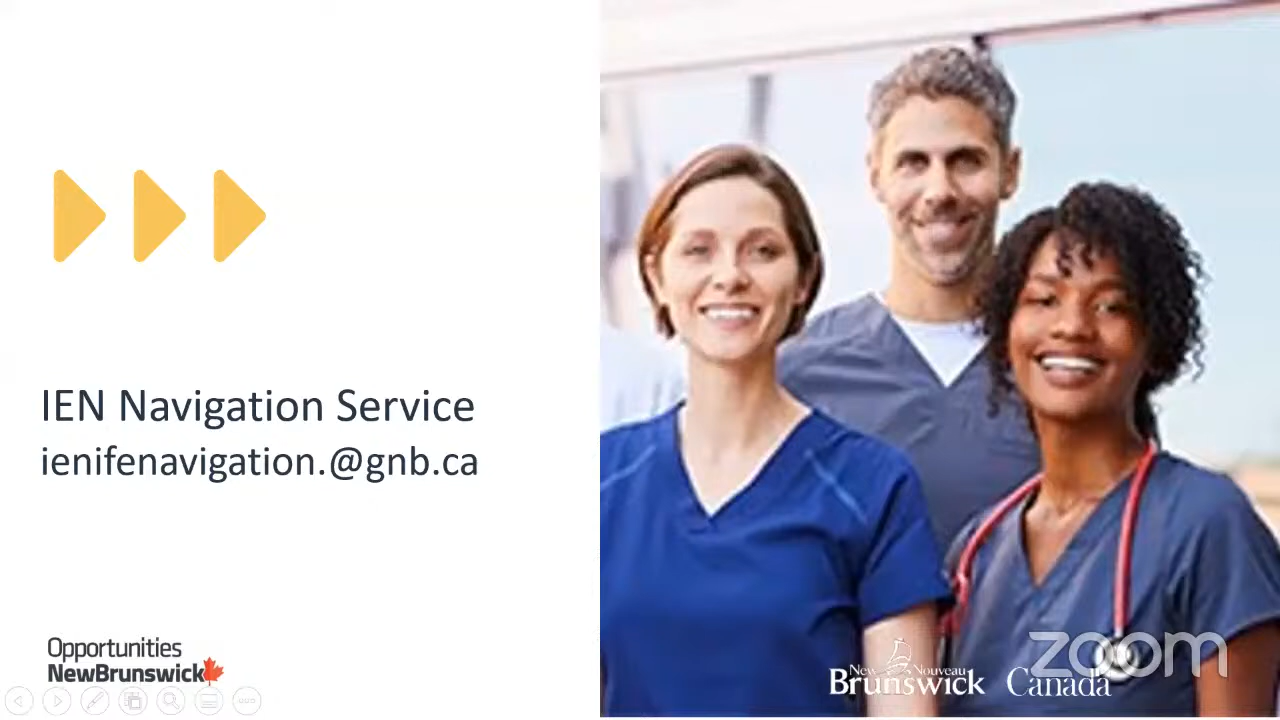 IEN Navigation Service
ienifenavigation.@gnb.ca
Opportunities
NewBrunswick
New Nouveau
Brunswick
Canada
zoom